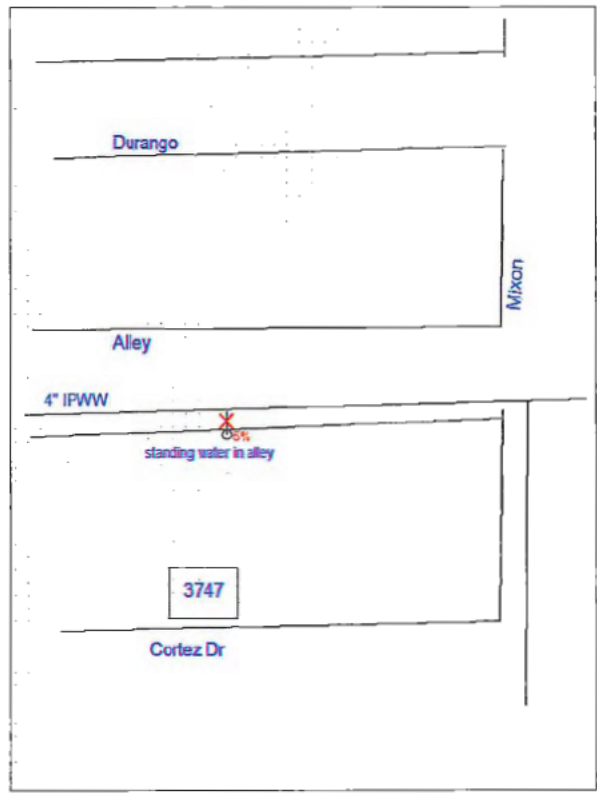 Durango
Mixon
Alley
4" IPWW
5%
standing water in alley
3747
Cortez Dr